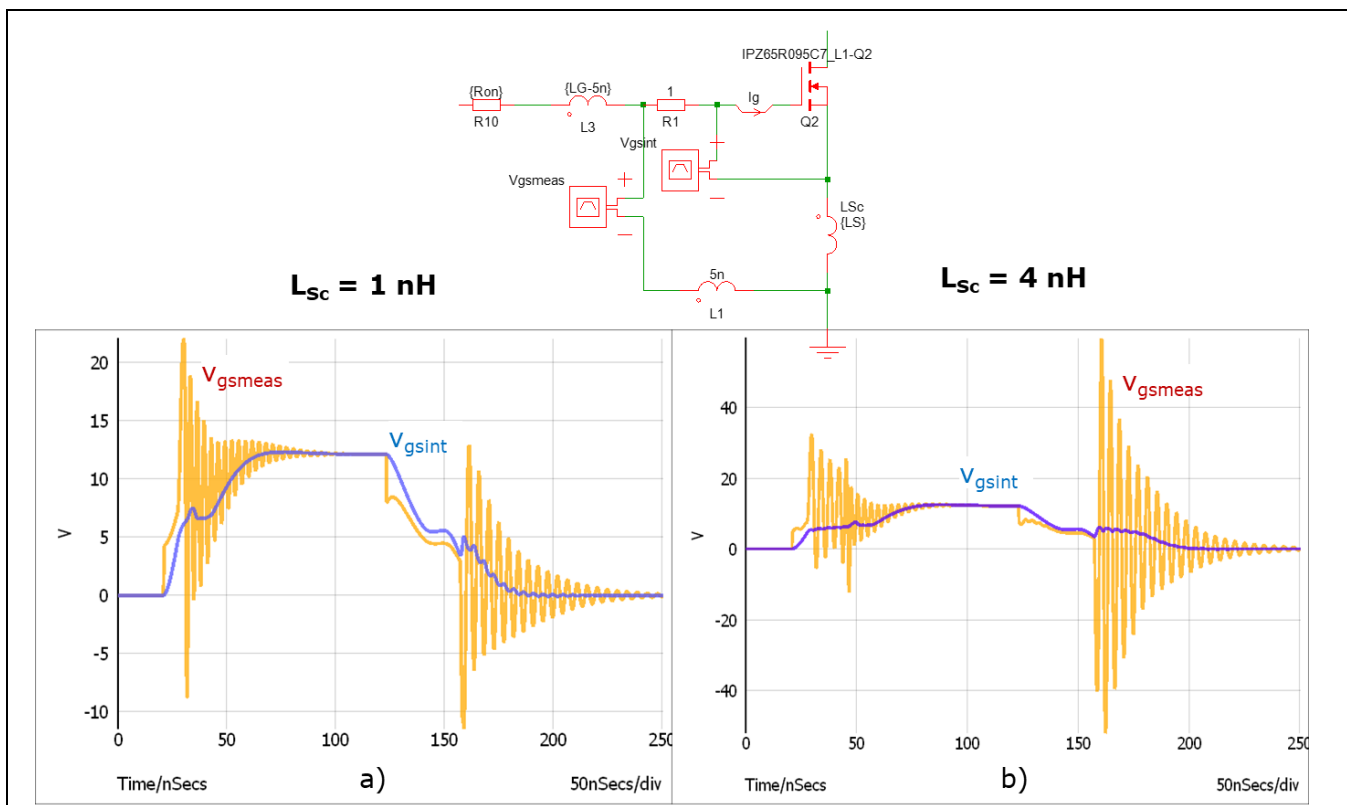 IPZ65R095C7_L1-Q2
{Ron}
{LG-5n}
1
Ig
R10
L3
R1
Q2
Vgsint
+
Vgsmeas
+
−
LSc
{LS}
−
5n
L1
LSc = 1 nH
LSc = 4 nH
Vgsmeas
Vgsint
20
15
10
5
0
-5
-10
V
0
50
100
150
200
250
Time/nSecs
a)
50nSecs/div
Vgsmeas
Vgsint
40
20
0
-20
-40
V
0
50
100
150
200
250
Time/nSecs
b)
50nSecs/div